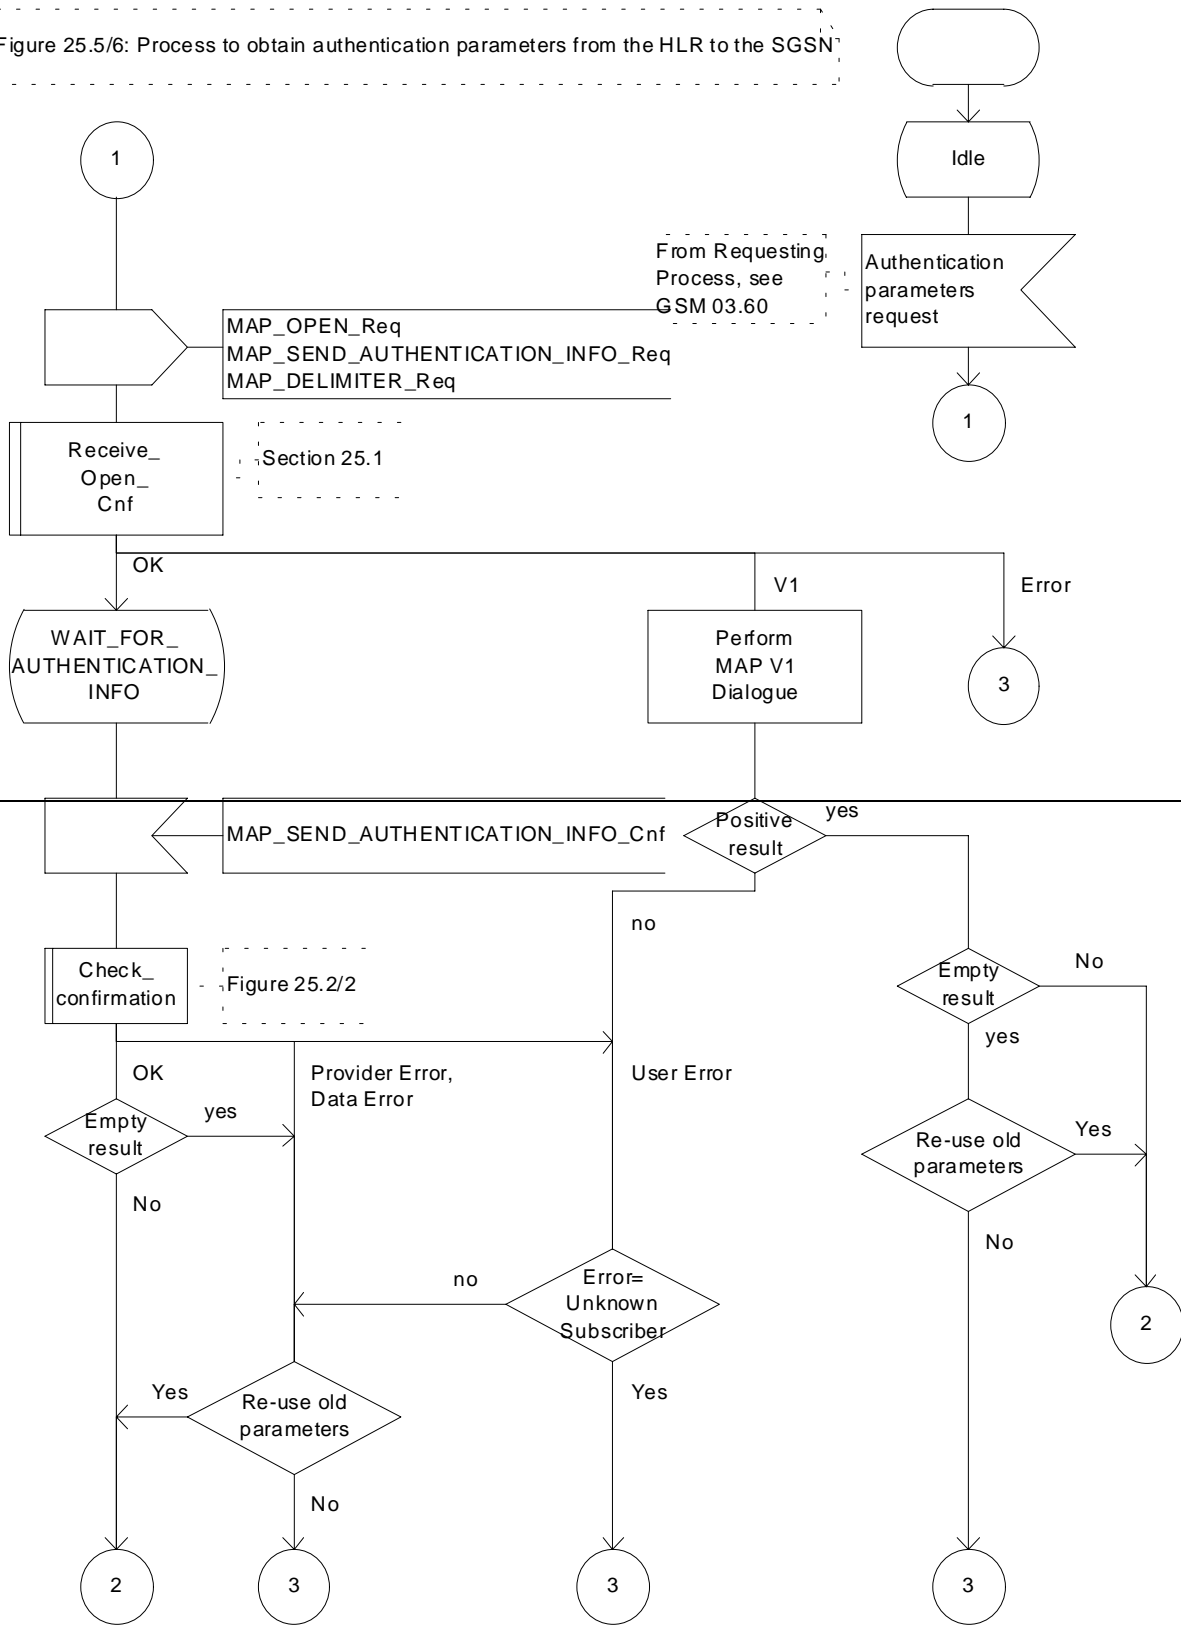 Figure 25.5/6: Process to obtain authentication parameters from the HLR to the SGSN
1
Idle
From Requesting
Process, see
GSM 03.60
Authentication
parameters
request
MAP_OPEN_Req
MAP_SEND_AUTHENTICATION_INFO_Req
MAP_DELIMITER_Req
1
Receive_
Open_
Cnf
Section 25.1
OK
V1
Error
WAIT_FOR_
AUTHENTICATION_
INFO
Perform
MAP V1
Dialogue
3
MAP_SEND_AUTHENTICATION_INFO_Cnf
Positive
result
yes
no
Check_
confirmation
Figure 25.2/2
Empty
result
No
yes
OK
Provider Error,
Data Error
User Error
Empty
result
yes
Re-use old
parameters
Yes
No
No
no
Error=
Unknown
Subscriber
2
Yes
Re-use old
parameters
Yes
No
2
3
3
3